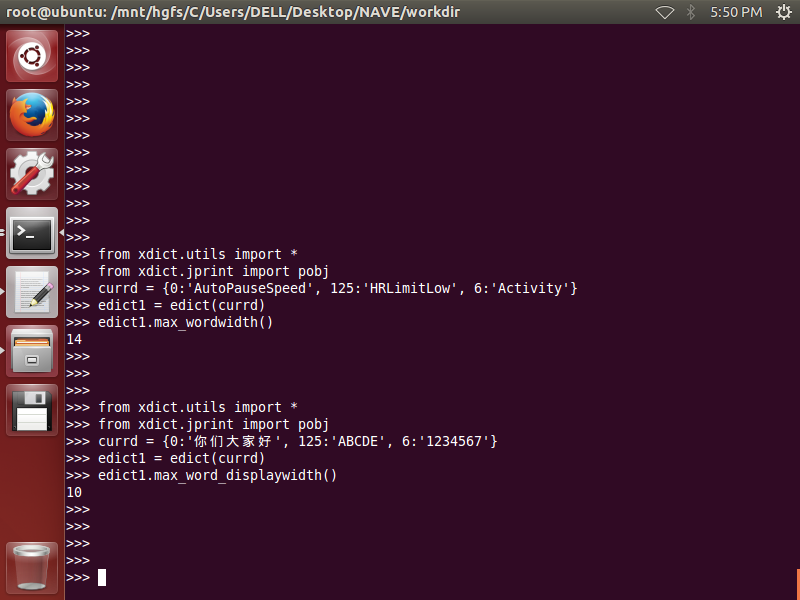 root@ubuntu: /mnt/hgfs/C/Users/DELL/Desktop/NAVE/workdir
5:50 PM
>>>
>>>
>>>
>>>
>>>
>>>
>>>
>>>
>>>
>>>
>>>
>>>
>>>
>>> from xdict.utils import *
>>> from xdict.jprint import pobj
>>> currd = {0:'AutoPauseSpeed', 125:'HRLimitLow', 6:'Activity'}
>>> edict1 = edict(currd)
>>> edict1.max_wordwidth()
14
>>>
>>>
>>>
>>> from xdict.utils import *
>>> from xdict.jprint import pobj
>>> currd = {0:'你们大家好', 125:'ABCDE', 6:'1234567'}
>>> edict1 = edict(currd)
>>> edict1.max_word_displaywidth()
10
>>>
>>>
>>>
>>>
>>>